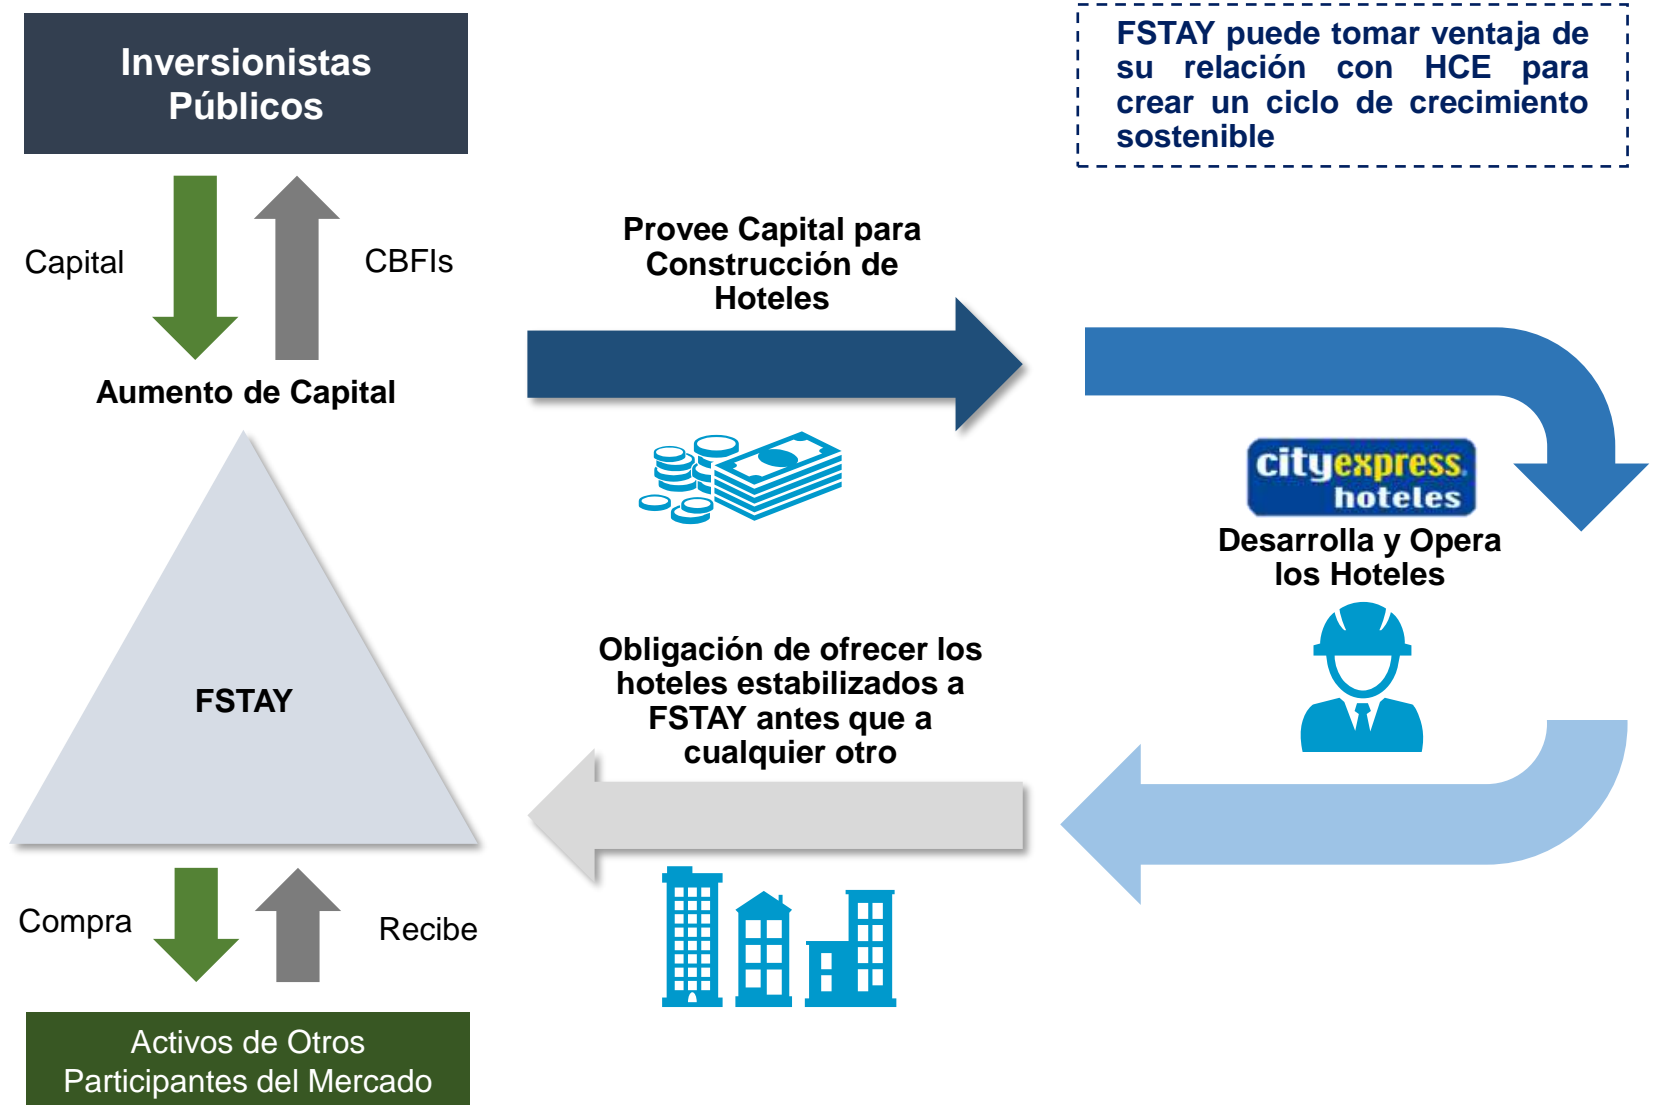 Inversionistas
Públicos
FSTAY puede tomar ventaja de
su relación con HCE para
crear un ciclo de crecimiento
sostenible
Capital
CBFIs
Aumento de Capital
Provee Capital para
Construcción de
Hoteles
cityexpress
hoteles
Desarrolla y Opera
los Hoteles
FSTAY
Obligación de ofrecer los
hoteles estabilizados a
FSTAY antes que a
cualquier otro
Compra
Recibe
Activos de Otros
Participantes del Mercado